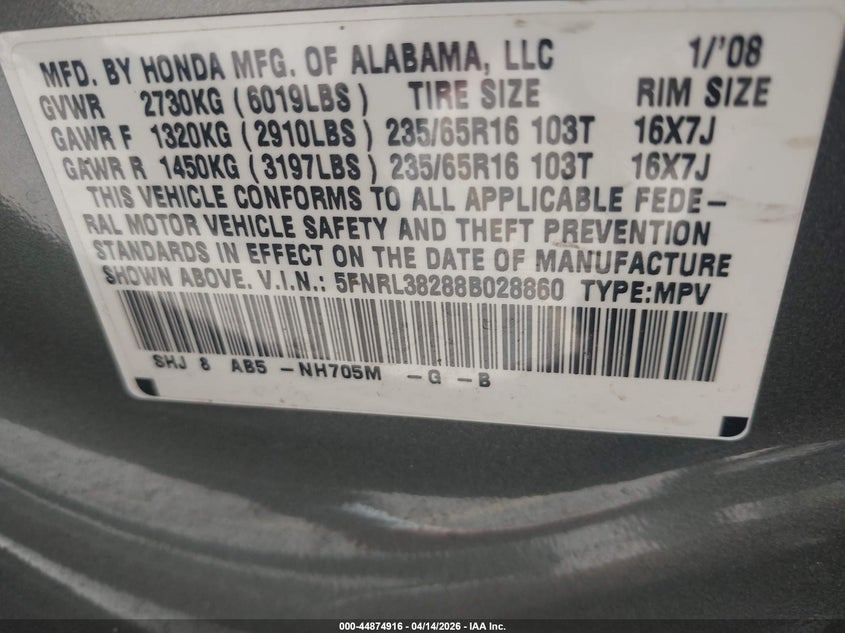 MFD. BY HONDA MFG. OF ALABAMA, LLC 1/'08
GVWR 2730KG (6019LBS) TIRE SIZE RIM SIZE
GAWR F 1320KG (2910LBS) 235/65R16 103T 16X7J
GAWR R 1450KG (3197LBS) 235/65R16 103T 16X7J
THIS VEHICLE CONFORMS TO ALL APPLICABLE FEDE-
RAL MOTOR VEHICLE SAFETY AND THEFT PREVENTION
STANDARDS IN EFFECT ON THE DATE OF MANUFACTURE
SHOWN ABOVE. V.I.N.: 5FNRL38288B028860 TYPE:MPV
SHJ 8 AB5 -NH705M -G -B
000-44874916 - 04/14/2026 - IAA Inc.